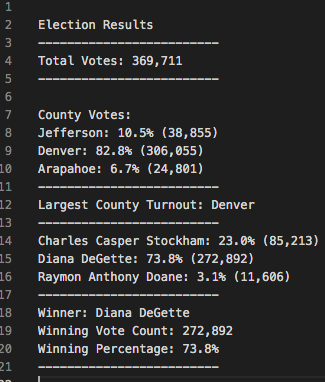 1
2 Election Results
3 -------------------------
4 Total Votes: 369,711
5 -------------------------
6
7 County Votes:
8 Jefferson: 10.5% (38,855)
9 Denver: 82.8% (306,055)
10 Arapahoe: 6.7% (24,801)
11 -------------------------
12 Largest County Turnout: Denver
13 -------------------------
14 Charles Casper Stockham: 23.0% (85,213)
15 Diana DeGette: 73.8% (272,892)
16 Raymon Anthony Doane: 3.1% (11,606)
17 -------------------------
18 Winner: Diana DeGette
19 Winning Vote Count: 272,892
20 Winning Percentage: 73.8%
21 -------------------------